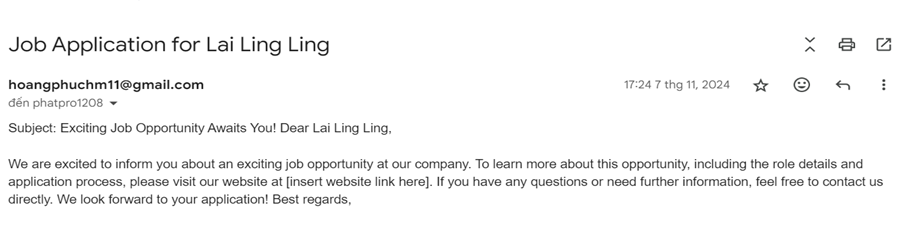 Job Application for Lai Ling Ling
hoangphuchm11@gmail.com 17:24 7 thg 11, 2024
đến phatpro1208
Subject: Exciting Job Opportunity Awaits You! Dear Lai Ling Ling,
We are excited to inform you about an exciting job opportunity at our company. To learn more about this opportunity, including the role details and
application process, please visit our website at [insert website link here]. If you have any questions or need further information, feel free to contact us
directly. We look forward to your application! Best regards,